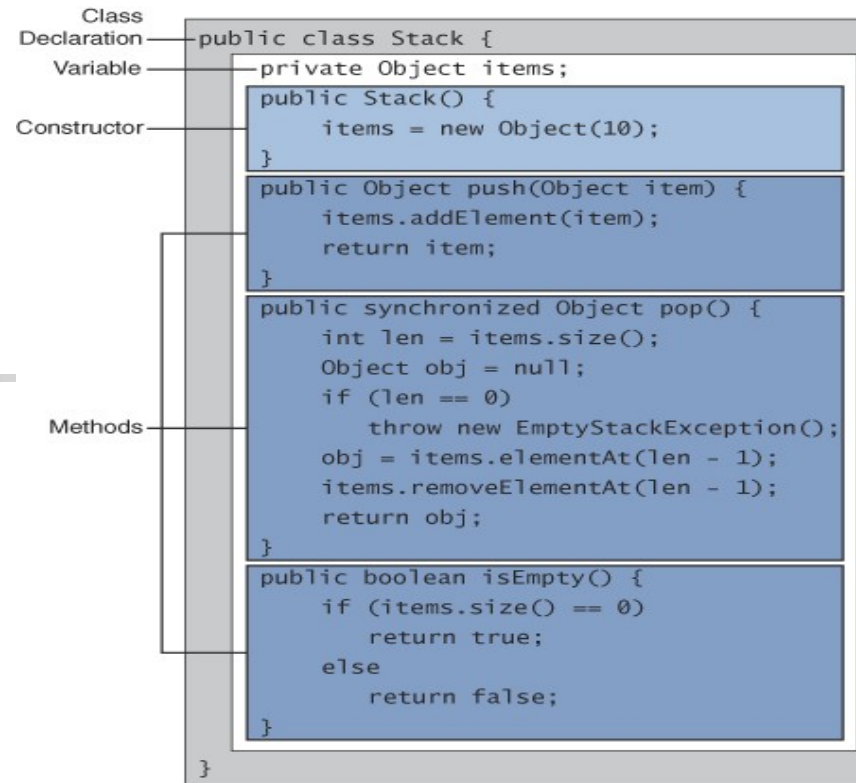 Class
Declaration
public class Stack {
Variable
private Object items;
Constructor
public Stack() {
items = new Object(10);
}
Methods
public Object push(Object item) {
items.addElement(item);
return item;
}
public synchronized Object pop() {
int len = items.size();
Object obj = null;
if (len == 0)
throw new EmptyStackException();
obj = items.elementAt(len - 1);
items.removeElementAt(len - 1);
return obj;
}
public boolean isEmpty() {
if (items.size() == 0)
return true;
else
return false;
}
}